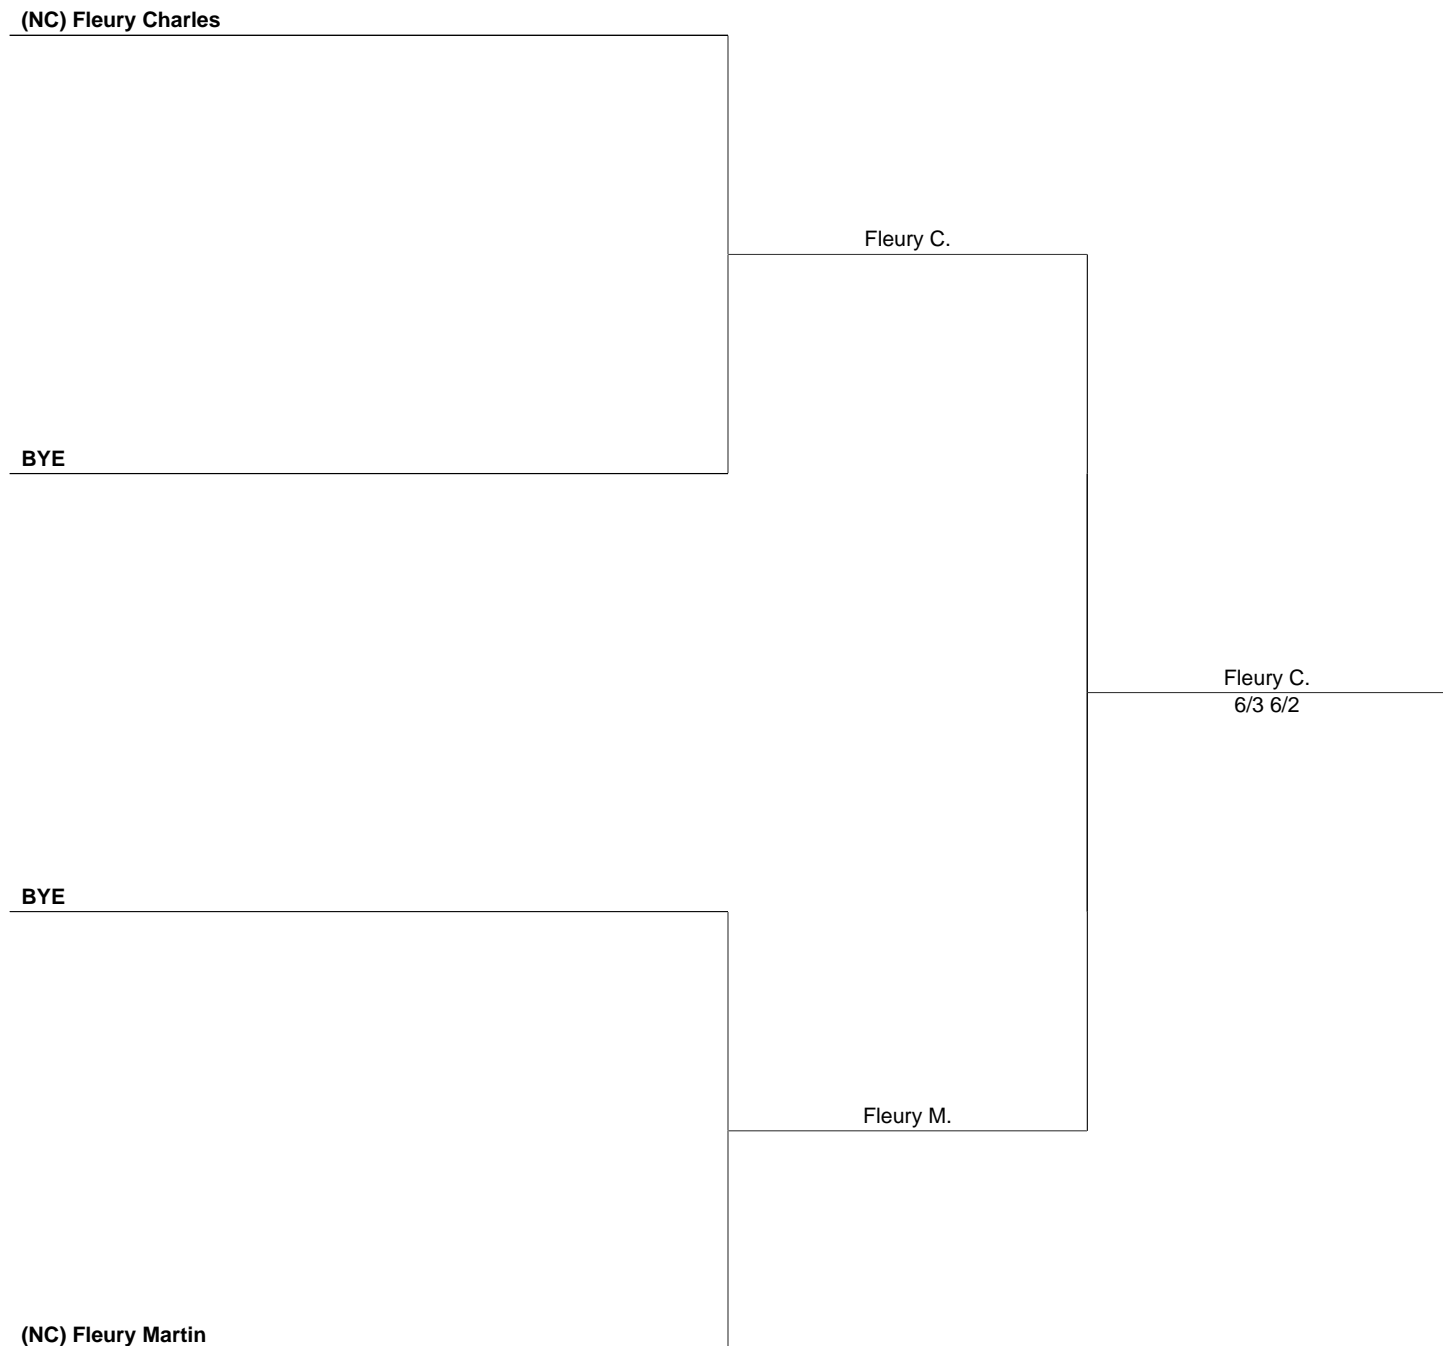 (NC) Fleury Charles
Fleury C.
BYE
Fleury C.
6/3 6/2
BYE
Fleury M.
(NC) Fleury Martin